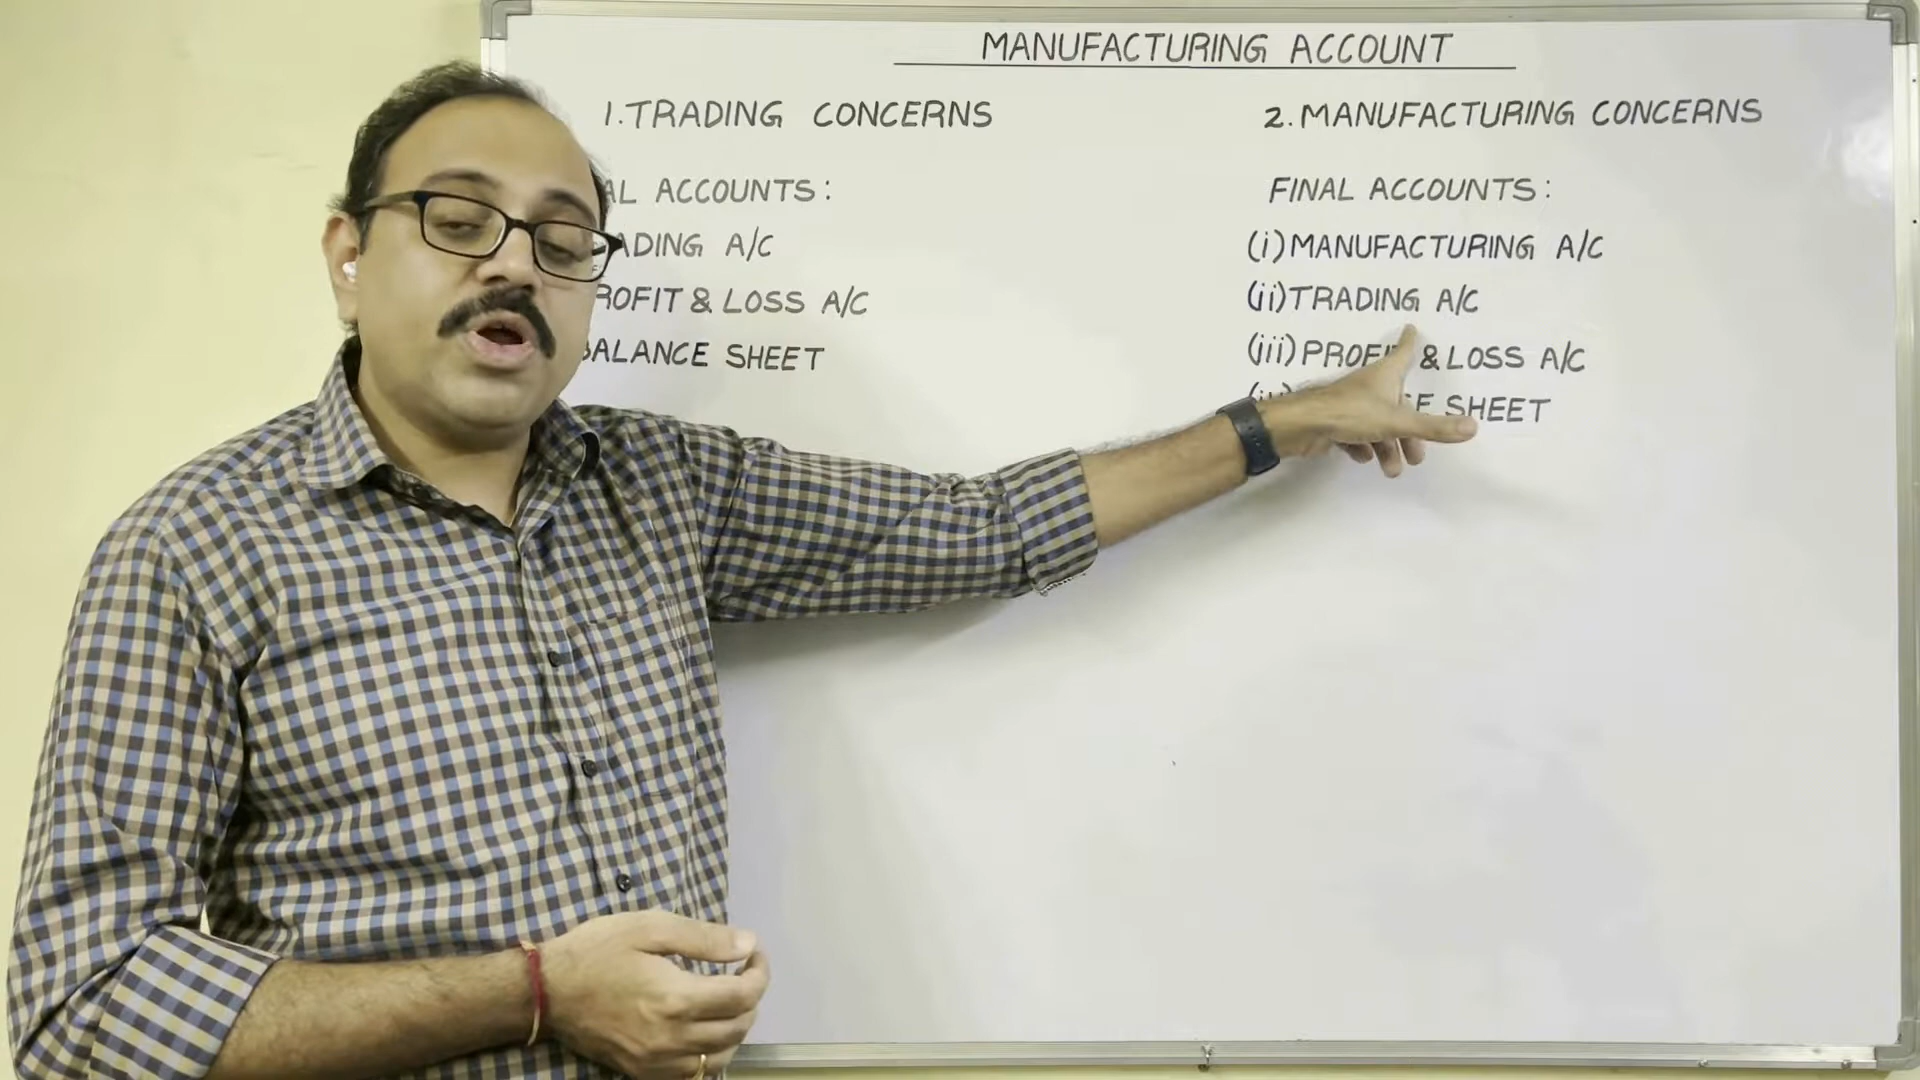 MANUFACTURING ACCOUNT
1. TRADING CONCERNS
AL ACCOUNTS:
ADING A/C
ROFIT & LOSS A/C
BALANCE SHEET
2. MANUFACTURING CONCERNS
FINAL ACCOUNTS:
(i) MANUFACTURING A/C
(ii) TRADING A/C
(iii) PROFIT & LOSS A/C
SHEET